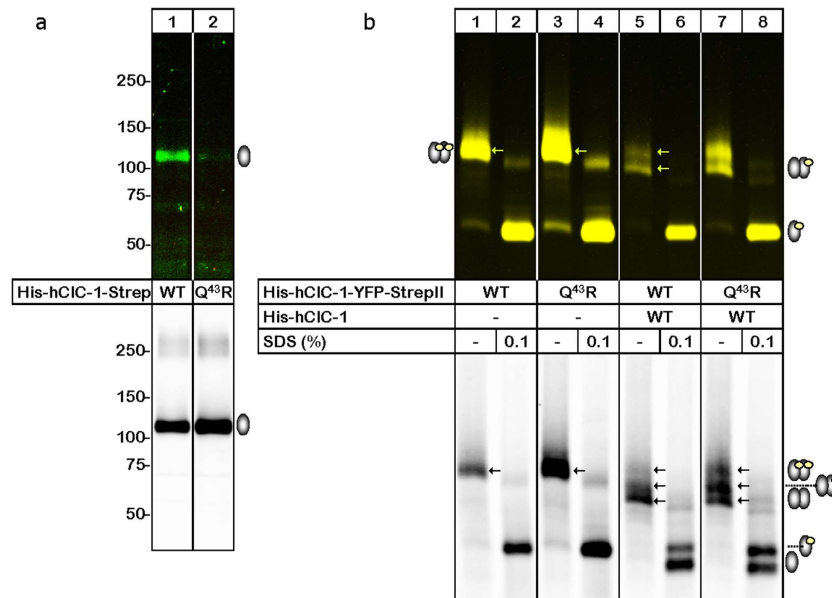 a
b
1 2
1 2 3 4 5 6 7 8
250-
150-
100-
75-
50-
His-hClC-1-Strep WT Q⁴³R
His-hClC-1-YFP-StrepII WT Q⁴³R WT Q⁴³R
His-hClC-1 - - WT WT
SDS (%) - 0.1 - 0.1 - 0.1 - 0.1
250-
150-
100-
75-
50-